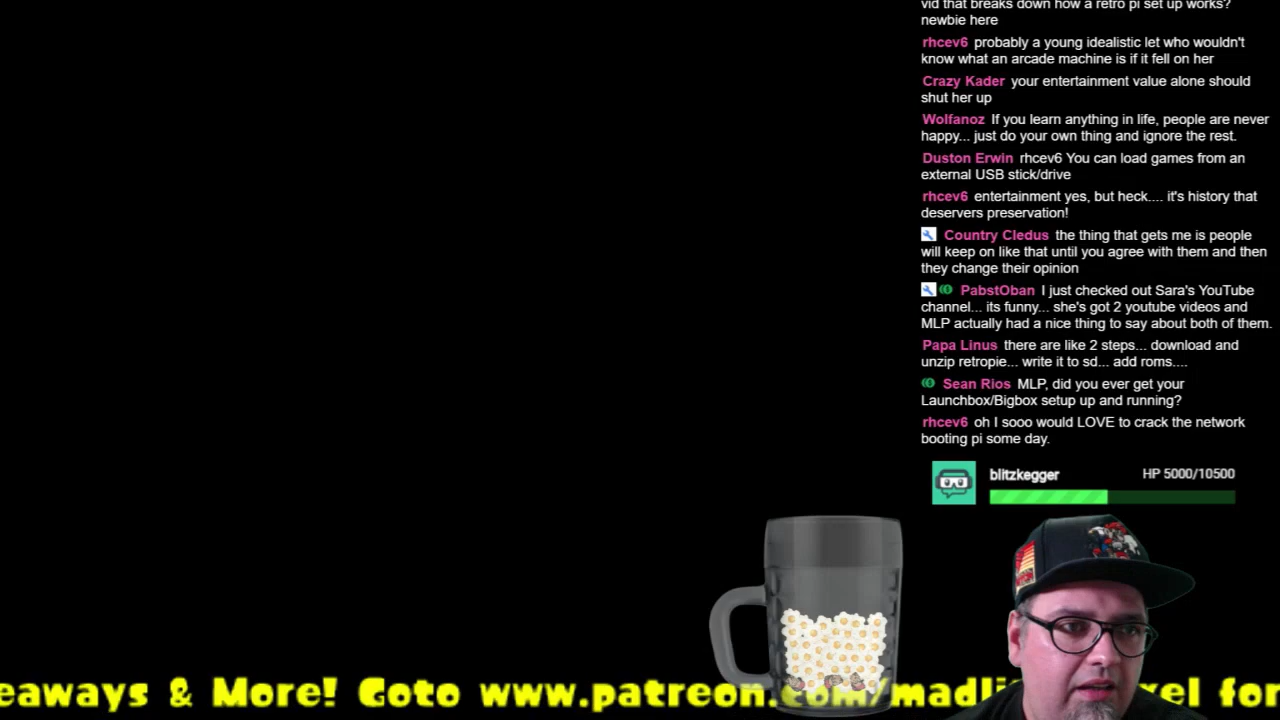 vid that breaks down how a retro pi set up works?
newbie here
rhcev6 probably a young idealistic let who wouldn't
know what an arcade machine is if it fell on her
Crazy Kader your entertainment value alone should
shut her up
Wolfanoz If you learn anything in life, people are never
happy... just do your own thing and ignore the rest.
Duston Erwin rhcev6 You can load games from an
external USB stick/drive
rhcev6 entertainment yes, but heck.... it's history that
deservers preservation!
Country Cledus the thing that gets me is people
will keep on like that until you agree with them and then
they change their opinion
PabstOban I just checked out Sara's YouTube
channel... its funny... she's got 2 youtube videos and
MLP actually had a nice thing to say about both of them.
Papa Linus there are like 2 steps... download and
unzip retropie... write it to sd... add roms....
Sean Rios MLP, did you ever get your
Launchbox/Bigbox setup up and running?
rhcev6 oh I sooo would LOVE to crack the network
booting pi some day.
blitzkegger HP 5000/10500
eaways & More! Goto www.patreon.com/madlit xel for